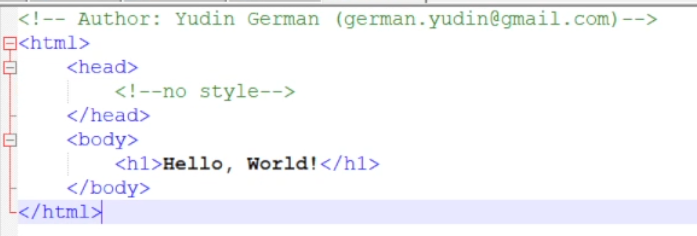 <!-- Author: Yudin German (german.yudin@gmail.com)-->
<html>
<head>
<!--no style-->
</head>
<body>
<h1>Hello, World!</h1>
</body>
</html>